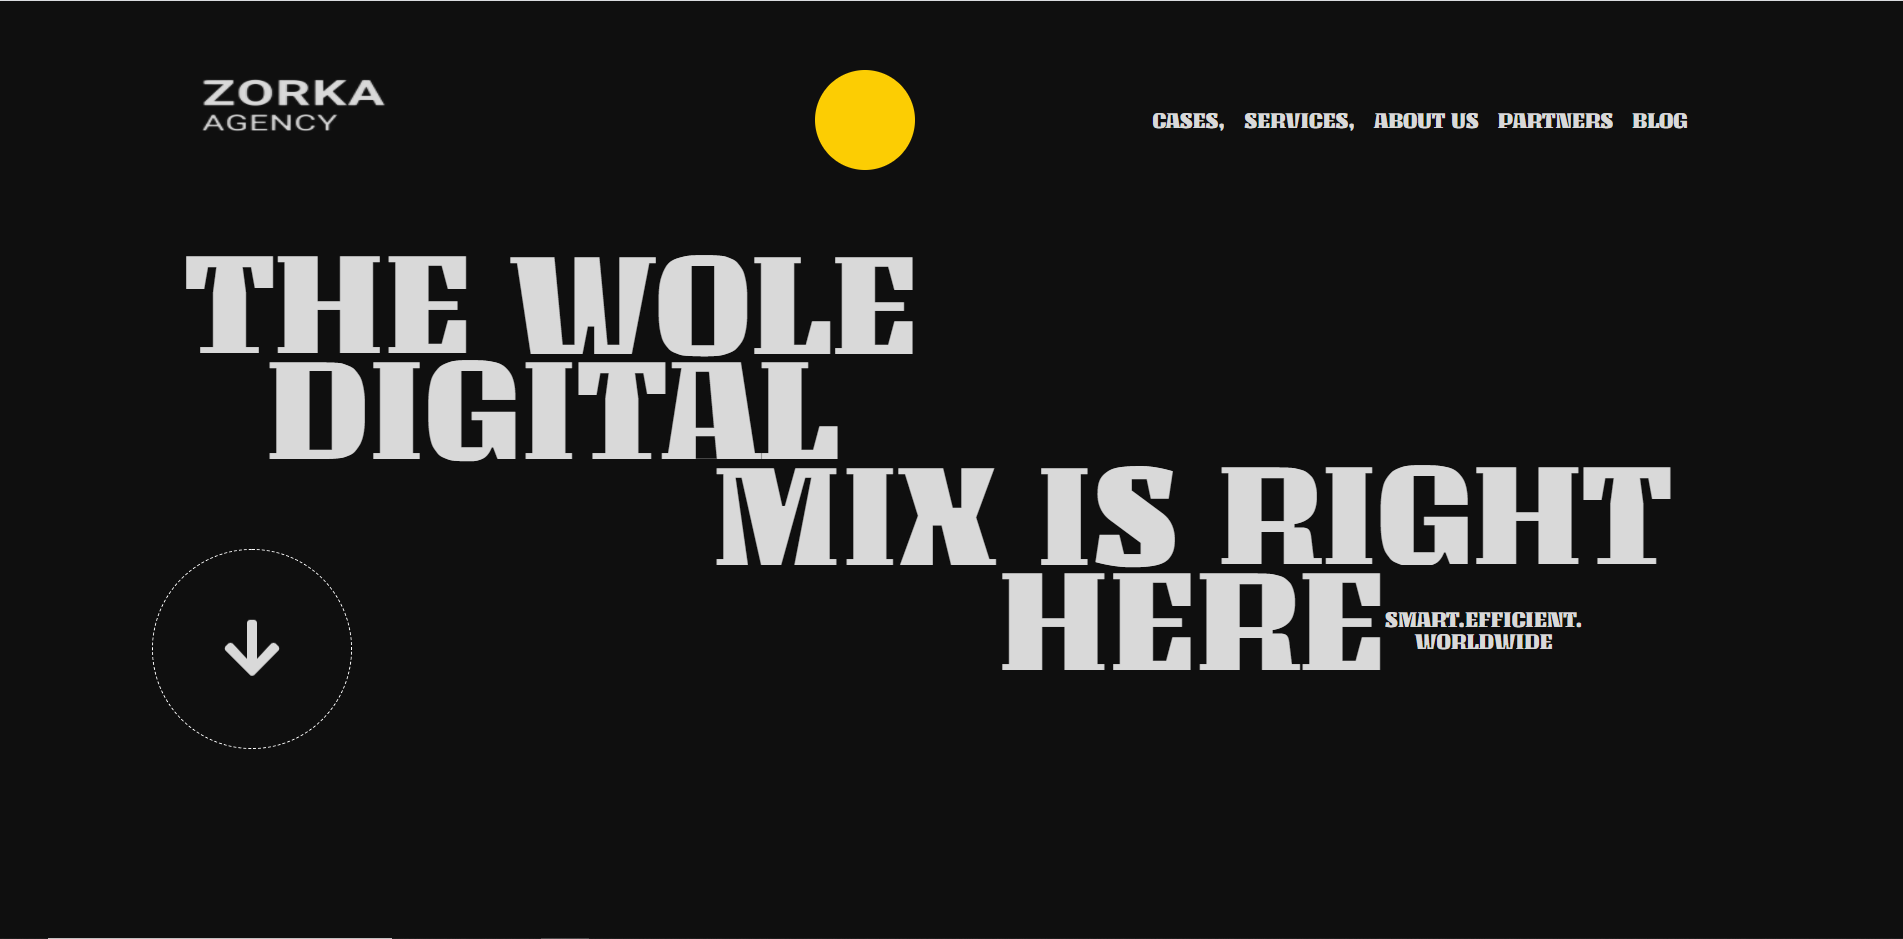 ZORKA
AGENCY
CASES, SERVICES, ABOUT US PARTNERS BLOG
THE WOLE
DIGITAL
MIX IS RIGHT
HERE
SMART.EFFICIENT.
WORLDWIDE